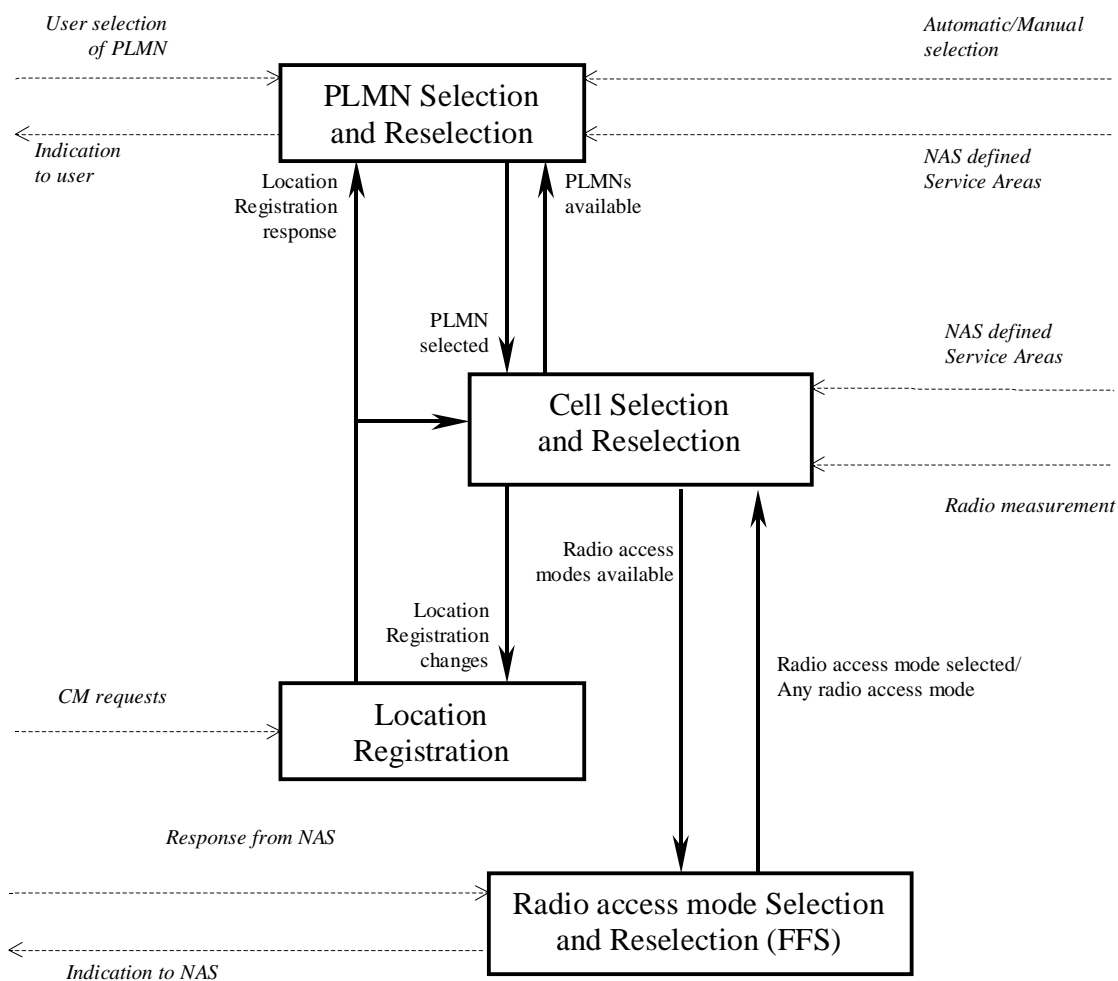 User selection
of PLMN
Automatic/Manual
selection
PLMN Selection
and Reselection
Indication
to user
NAS defined
Service Areas
Location
Registration
response
PLMNs
available
PLMN
selected
NAS defined
Service Areas
Cell Selection
and Reselection
Radio measurement
Radio access
modes available
Location
Registration
changes
Radio access mode selected/
Any radio access mode
CM requests
Location
Registration
Response from NAS
Radio access mode Selection
and Reselection (FFS)
Indication to NAS